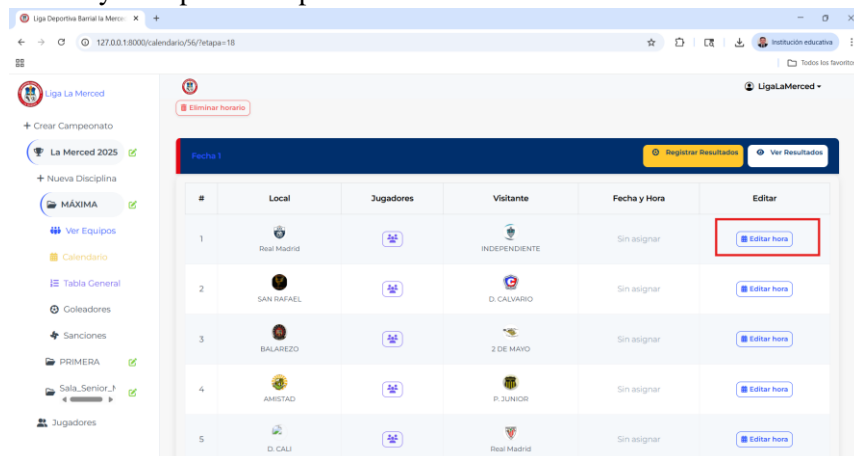 Liga Deportiva Barrial la Merce
127.0.0.1:8000/calendario/56/?etapa=18
Institución educativa
Todos los favorito
Liga La Merced
LigaLaMerced
Eliminar horario
+ Crear Campeonato
La Merced 2025
Fecha 1
Registrar Resultados
Ver Resultados
+ Nueva Disciplina
MÁXIMA
Ver Equipos
Calendario
Tabla General
Goleadores
Sanciones
PRIMERA
Sala_Senior_
Jugadores
# Local Jugadores Visitante Fecha y Hora Editar
1 Real Madrid INDEPENDIENTE Sin asignar Editar hora
2 SAN RAFAEL D. CALVARIO Sin asignar Editar hora
3 BALAREZO 2 DE MAYO Sin asignar Editar hora
4 AMISTAD P. JUNIOR Sin asignar Editar hora
5 D. CALI Real Madrid Sin asignar Editar hora